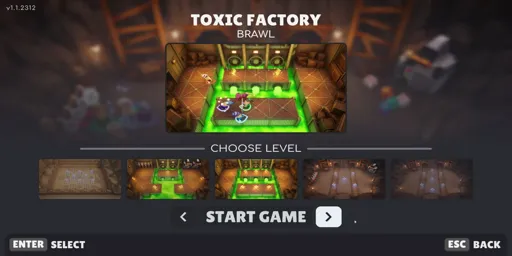 v1.1.2312
TOXIC FACTORY
BRAWL
CHOOSE LEVEL
< START GAME >
ENTER SELECT
ESC BACK